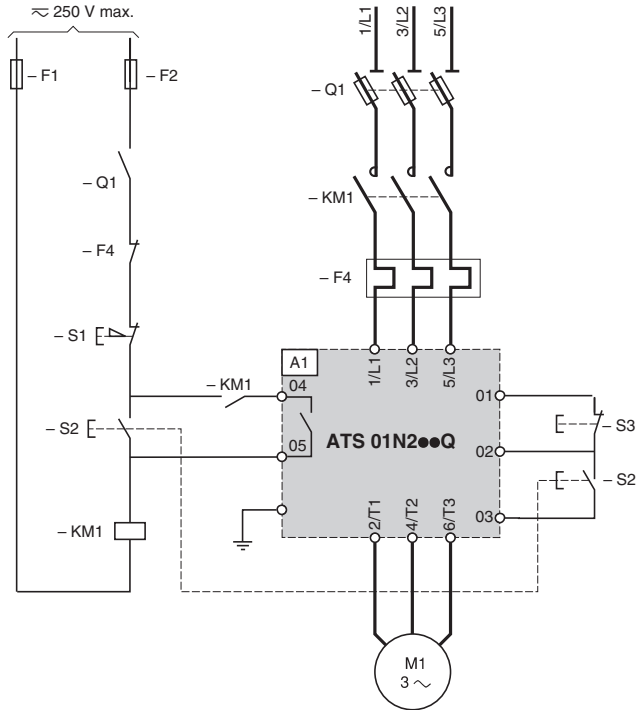 ≂ 250 V max.
1/L1
3/L2
5/L3
– F1
– F2
– Q1
– Q1
– KM1
– F4
– F4
– S1
A1
1/L1
3/L2
5/L3
– KM1
04
01
– S3
– S2
05
ATS 01N2●●Q
02
– S2
– KM1
2/T1
4/T2
6/T3
03
M1
3 ~